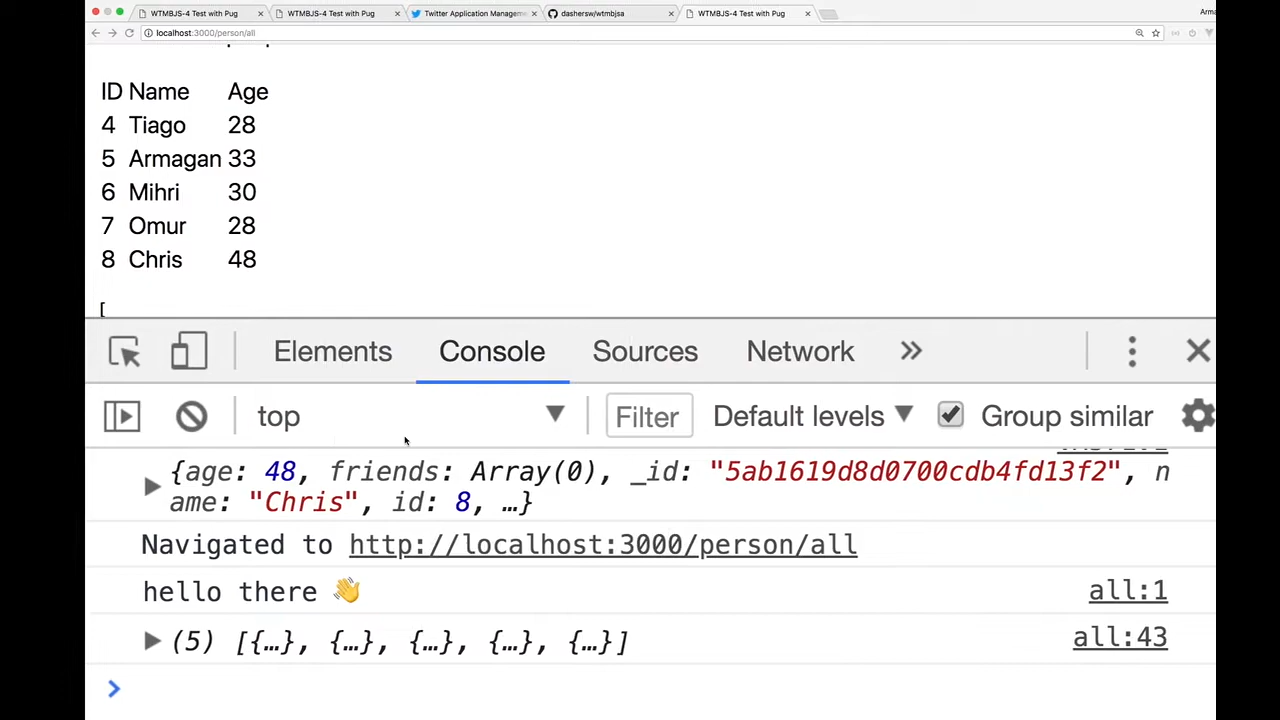 WTMBJS-4 Test with Pug
WTMBJS-4 Test with Pug
Twitter Application Managem
dashersw/wtmbjsa
WTMBJS-4 Test with Pug
Arma
localhost:3000/person/all
ID Name Age
4 Tiago 28
5 Armagan 33
6 Mihri 30
7 Omur 28
8 Chris 48
[
Elements Console Sources Network »
top ▼ Filter Default levels ▼ Group similar
▶ {age: 48, friends: Array(0), _id: "5ab1619d8d0700cdb4fd13f2", n
ame: "Chris", id: 8, …}
Navigated to http://localhost:3000/person/all
hello there 👋 all:1
▶ (5) [{…}, {…}, {…}, {…}, {…}] all:43